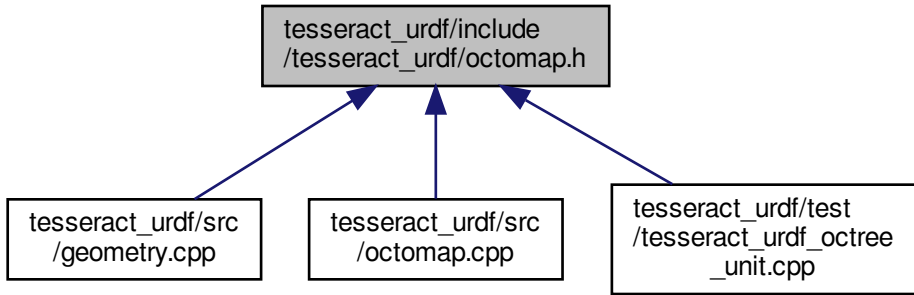 tesseract_urdf/include
/tesseract_urdf/octomap.h
tesseract_urdf/src
/geometry.cpp
tesseract_urdf/src
/octomap.cpp
tesseract_urdf/test
/tesseract_urdf_octree
_unit.cpp